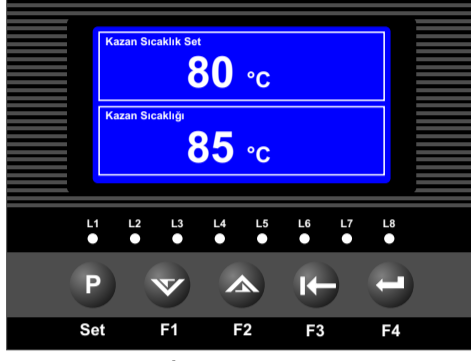 Kazan Sıcaklık Set
80 °C
Kazan Sıcaklığı
85 °C
L1 L2 L3 L4 L5 L6 L7 L8
P
Set F1 F2 F3 F4